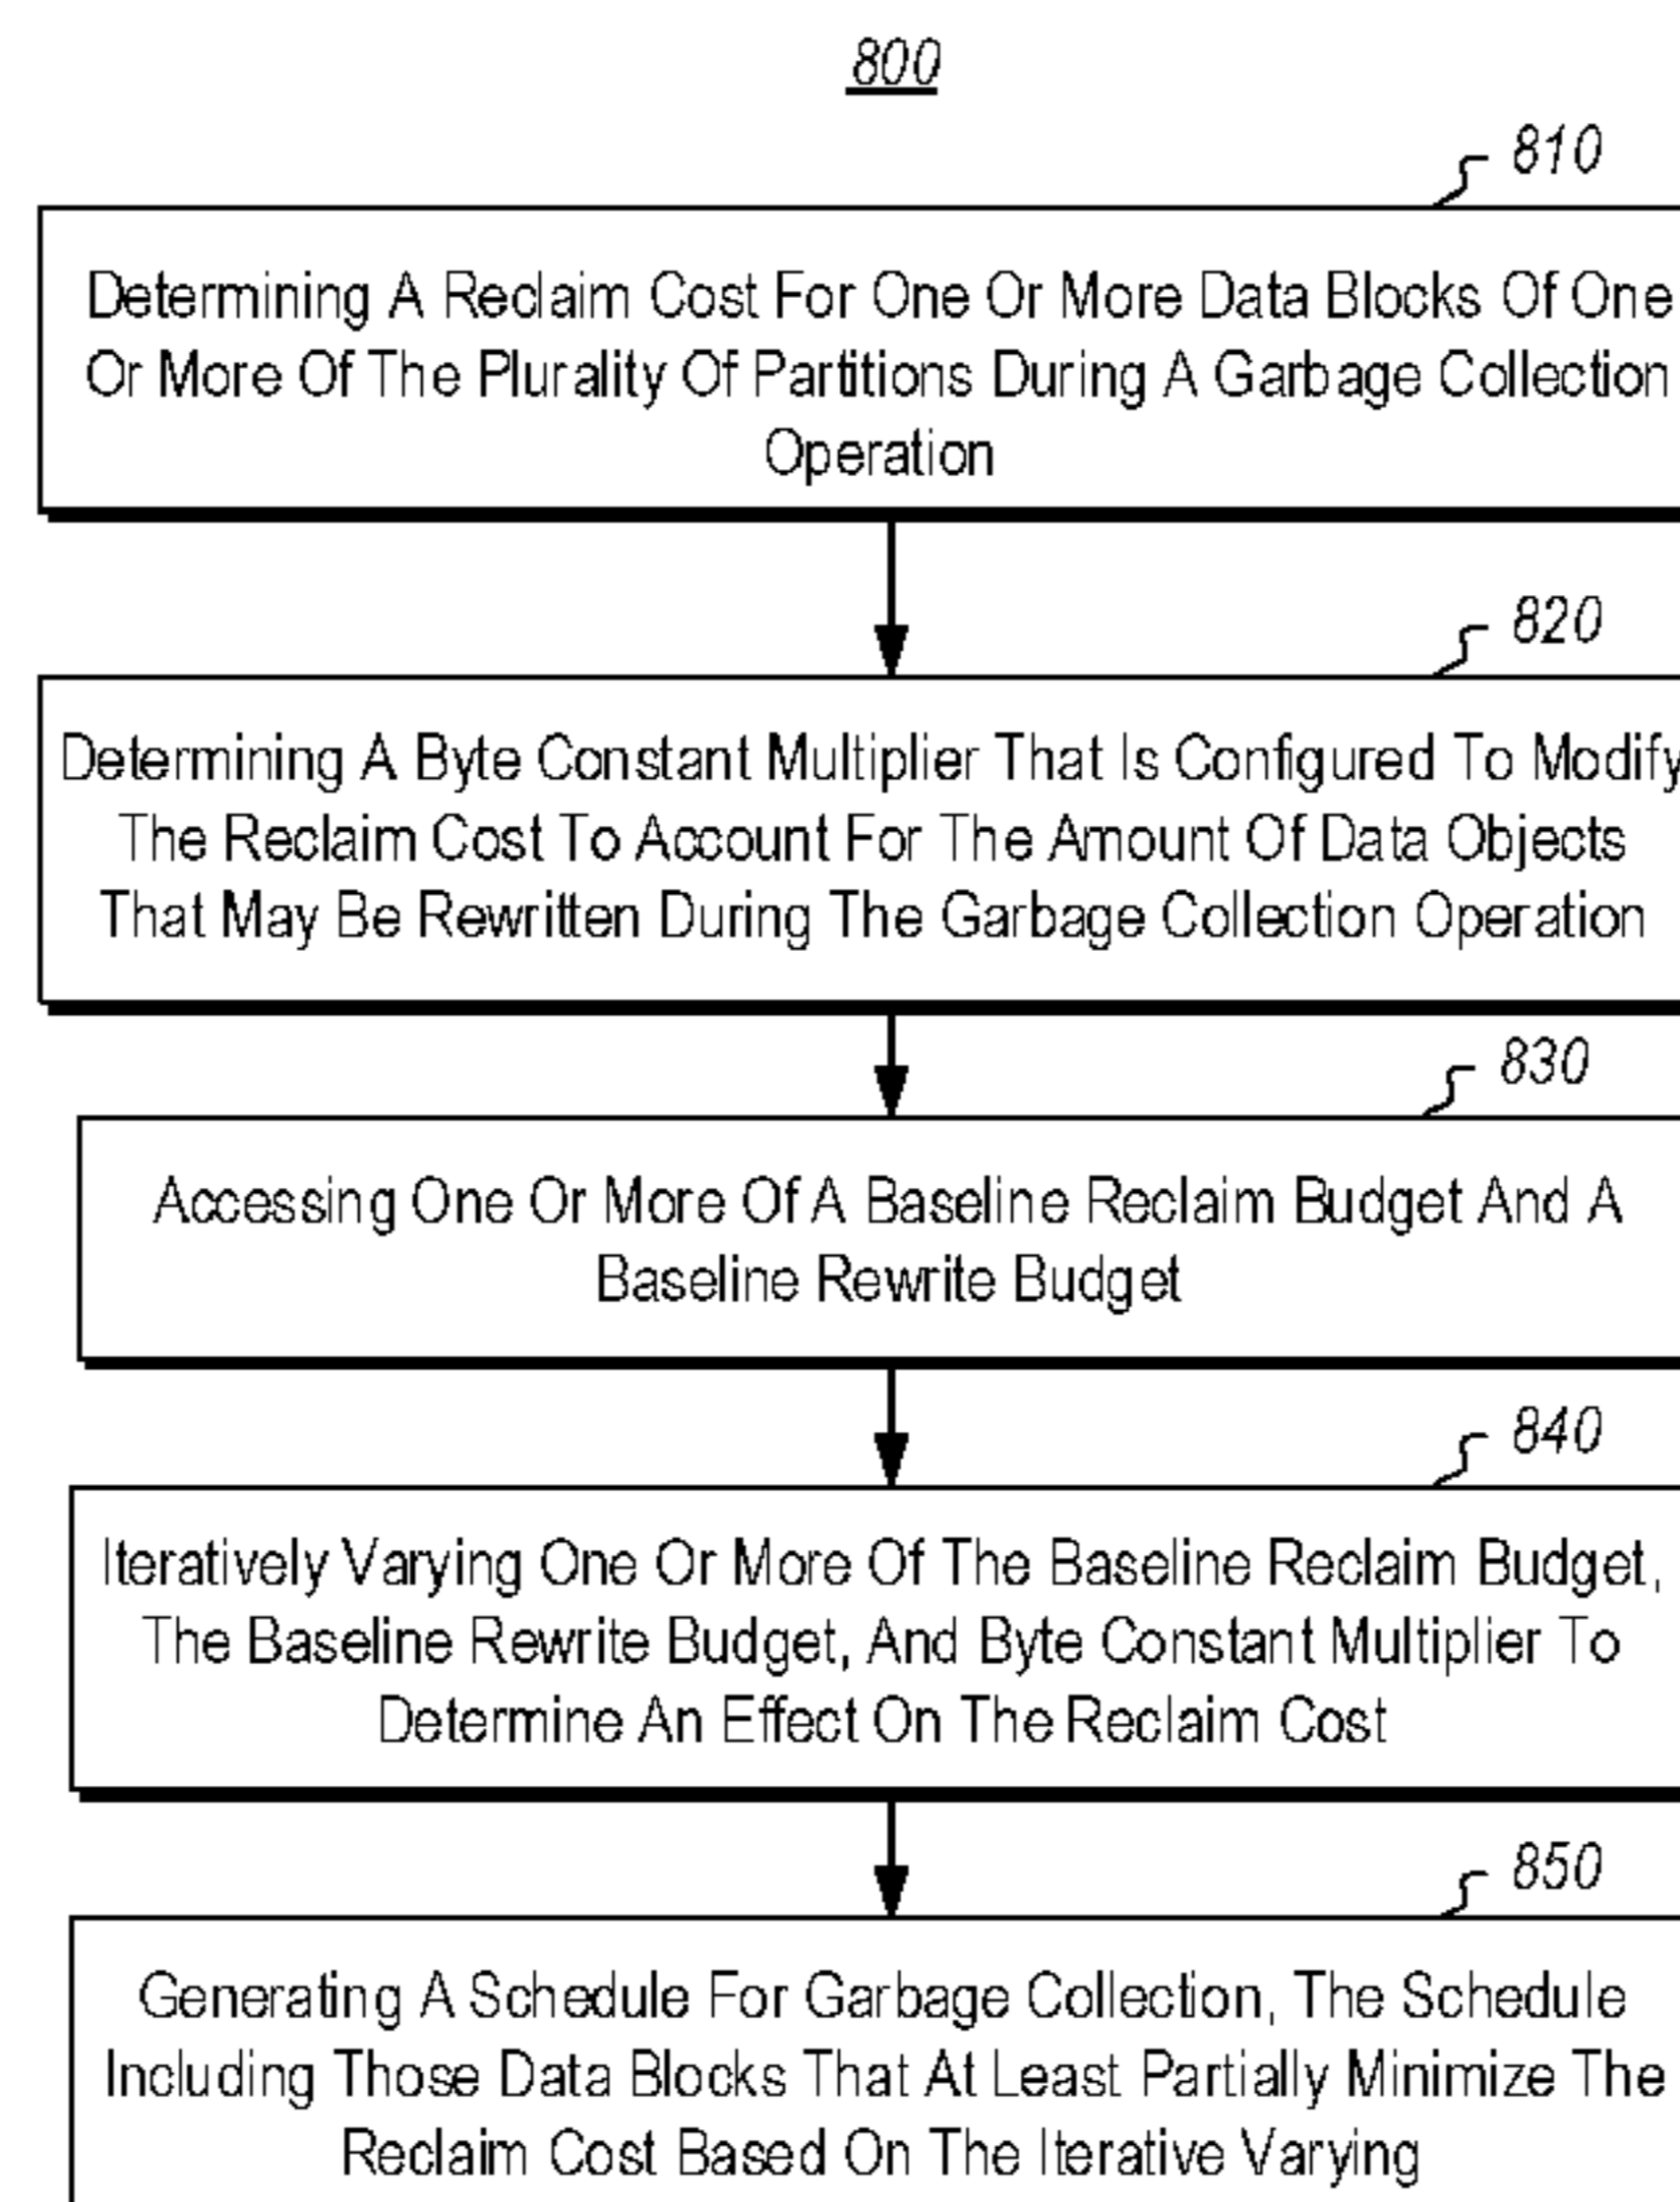 800
810
Determining A Reclaim Cost For One Or More Data Blocks Of One
Or More Of The Plurality Of Partitions During A Garbage Collection
Operation
820
Determining A Byte Constant Multiplier That Is Configured To Modify
The Reclaim Cost To Account For The Amount Of Data Objects
That May Be Rewritten During The Garbage Collection Operation
830
Accessing One Or More Of A Baseline Reclaim Budget And A
Baseline Rewrite Budget
840
Iteratively Varying One Or More Of The Baseline Reclaim Budget,
The Baseline Rewrite Budget, And Byte Constant Multiplier To
Determine An Effect On The Reclaim Cost
850
Generating A Schedule For Garbage Collection, The Schedule
Including Those Data Blocks That At Least Partially Minimize The
Reclaim Cost Based On The Iterative Varying